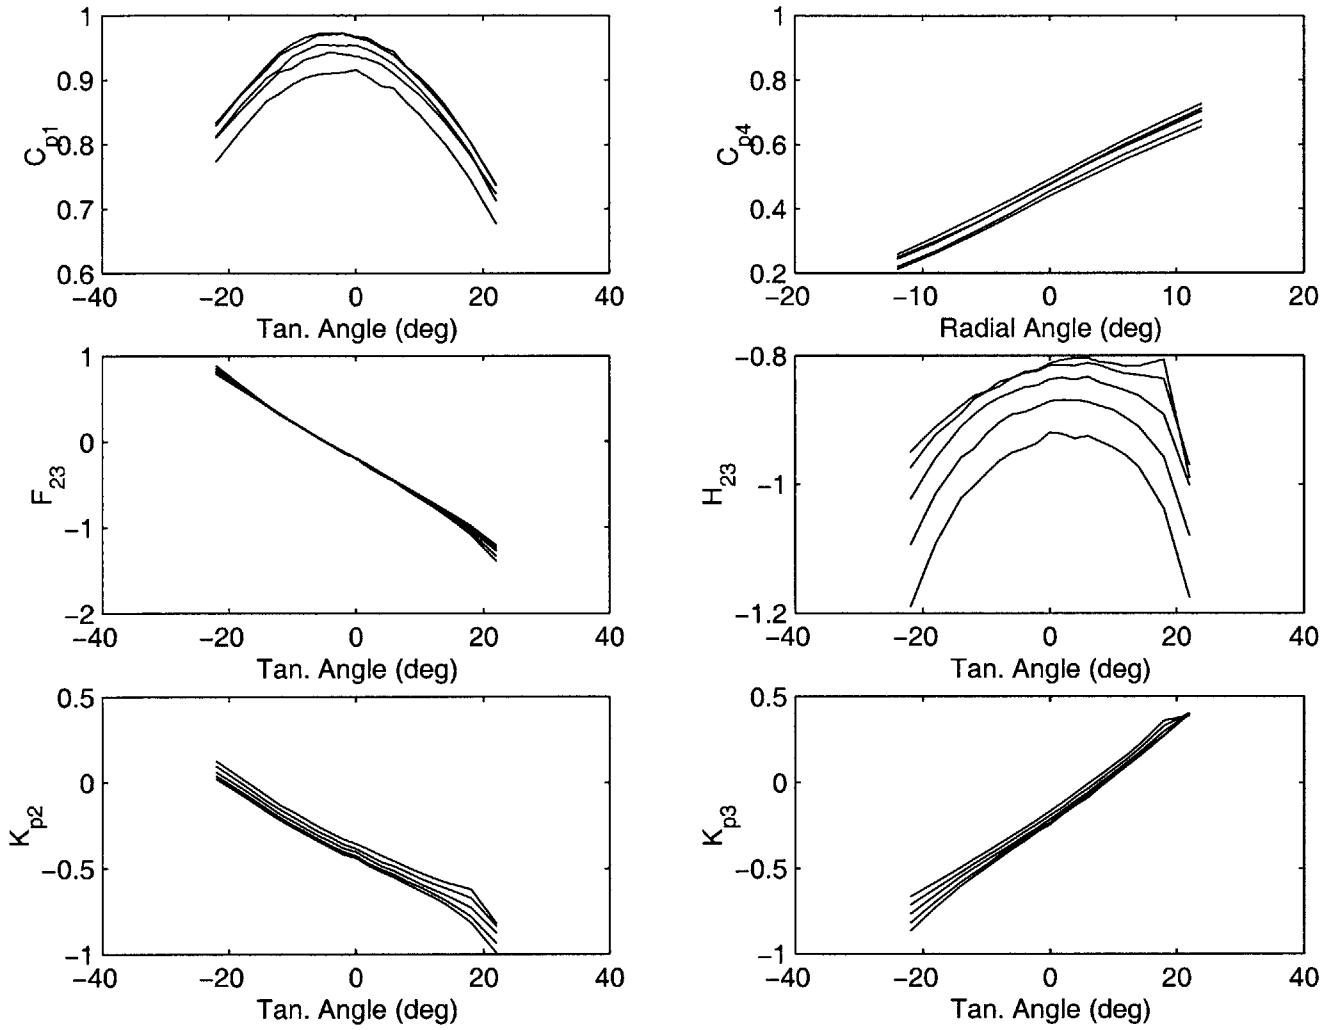 1
0.9
0.8
0.7
0.6
C_p1
−40 −20 0 20 40
Tan. Angle (deg)
1
0.8
0.6
0.4
0.2
C_p4
−20 −10 0 10 20
Radial Angle (deg)
1
0
−1
−2
F_23
−40 −20 0 20 40
Tan. Angle (deg)
−0.8
−1
−1.2
H_23
−40 −20 0 20 40
Tan. Angle (deg)
0.5
0
−0.5
−1
K_p2
−40 −20 0 20 40
Tan. Angle (deg)
0.5
0
−0.5
−1
K_p3
−40 −20 0 20 40
Tan. Angle (deg)